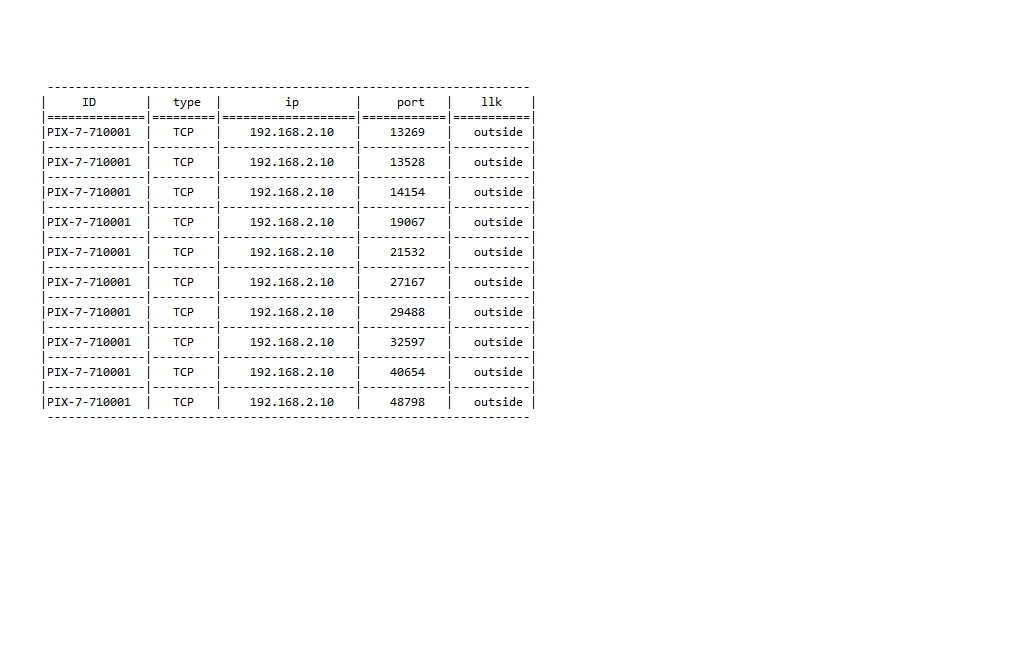 ---------------------------------------------------------------------
|     ID       |   type  |         ip        |     port   |    llk    |
|==============|=========|===================|============|===========|
|PIX-7-710001  |   TCP   |    192.168.2.10   |    13269   |   outside |
|--------------|---------|-------------------|------------|-----------|
|PIX-7-710001  |   TCP   |    192.168.2.10   |    13528   |   outside |
|--------------|---------|-------------------|------------|-----------|
|PIX-7-710001  |   TCP   |    192.168.2.10   |    14154   |   outside |
|--------------|---------|-------------------|------------|-----------|
|PIX-7-710001  |   TCP   |    192.168.2.10   |    19067   |   outside |
|--------------|---------|-------------------|------------|-----------|
|PIX-7-710001  |   TCP   |    192.168.2.10   |    21532   |   outside |
|--------------|---------|-------------------|------------|-----------|
|PIX-7-710001  |   TCP   |    192.168.2.10   |    27167   |   outside |
|--------------|---------|-------------------|------------|-----------|
|PIX-7-710001  |   TCP   |    192.168.2.10   |    29488   |   outside |
|--------------|---------|-------------------|------------|-----------|
|PIX-7-710001  |   TCP   |    192.168.2.10   |    32597   |   outside |
|--------------|---------|-------------------|------------|-----------|
|PIX-7-710001  |   TCP   |    192.168.2.10   |    40654   |   outside |
|--------------|---------|-------------------|------------|-----------|
|PIX-7-710001  |   TCP   |    192.168.2.10   |    48798   |   outside |
---------------------------------------------------------------------